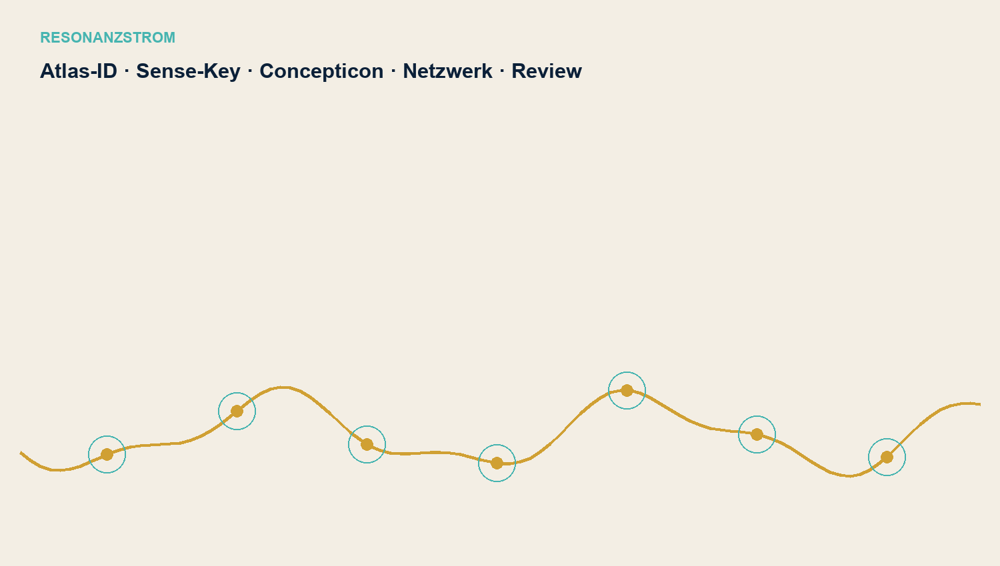 RESONANZSTROM
Atlas-ID · Sense-Key · Concepticon · Netzwerk · Review